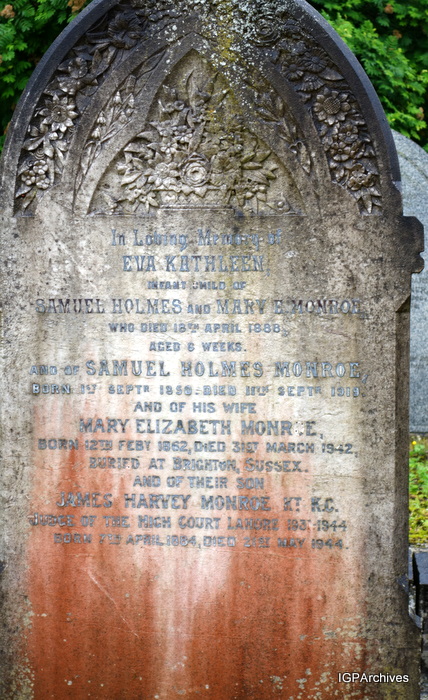 In Loving Memory of
EVA KATHLEEN,
INFANT CHILD OF
SAMUEL HOLMES AND MARY E. MONROE,
WHO DIED 18TH APRIL 1888,
AGED 6 WEEKS.
AND OF SAMUEL HOLMES MONROE,
BORN 1ST SEPTR 1850. DIED 11TH SEPTR 1919.
AND OF HIS WIFE
MARY ELIZABETH MONROE,
BORN 12TH FEBY 1862, DIED 31ST MARCH 1942,
BURIED AT BRIGHTON, SUSSEX.
AND OF THEIR SON
JAMES HARVEY MONROE KT K.C.
JUDGE OF THE HIGH COURT LAHORE 1931-1944
BORN 7TH APRIL 1884, DIED 21ST MAY 1944.
IGPArchives